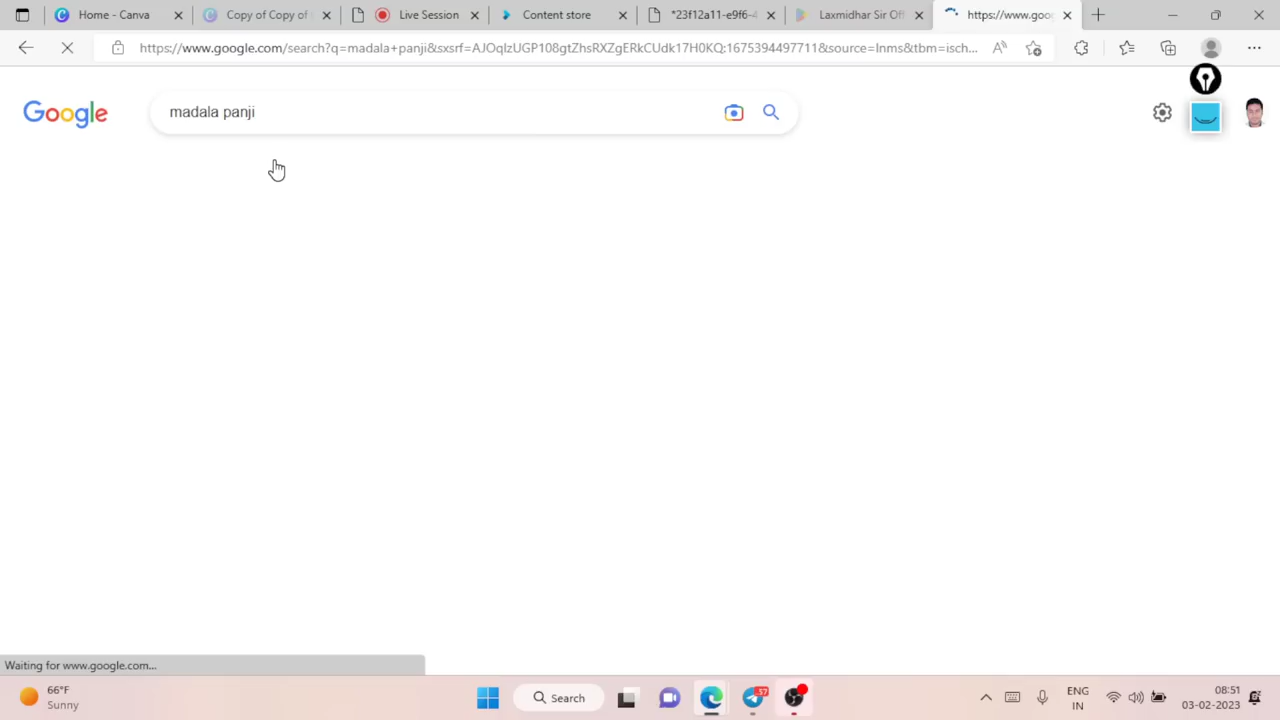 Home - Canva
Copy of Copy of
Live Session
Content store
*23f12a11-e9f6-4
Laxmidhar Sir Off
https://www.goog
https://www.google.com/search?q=madala+panji&sxsrf=AJOqlzUGP108gtZhsRXZgERkCUdk17H0KQ:1675394497711&source=lnms&tbm=isch...
Google
madala panji
Waiting for www.google.com...
66°F
Sunny
Search
37
ENG
IN
08:51
03-02-2023